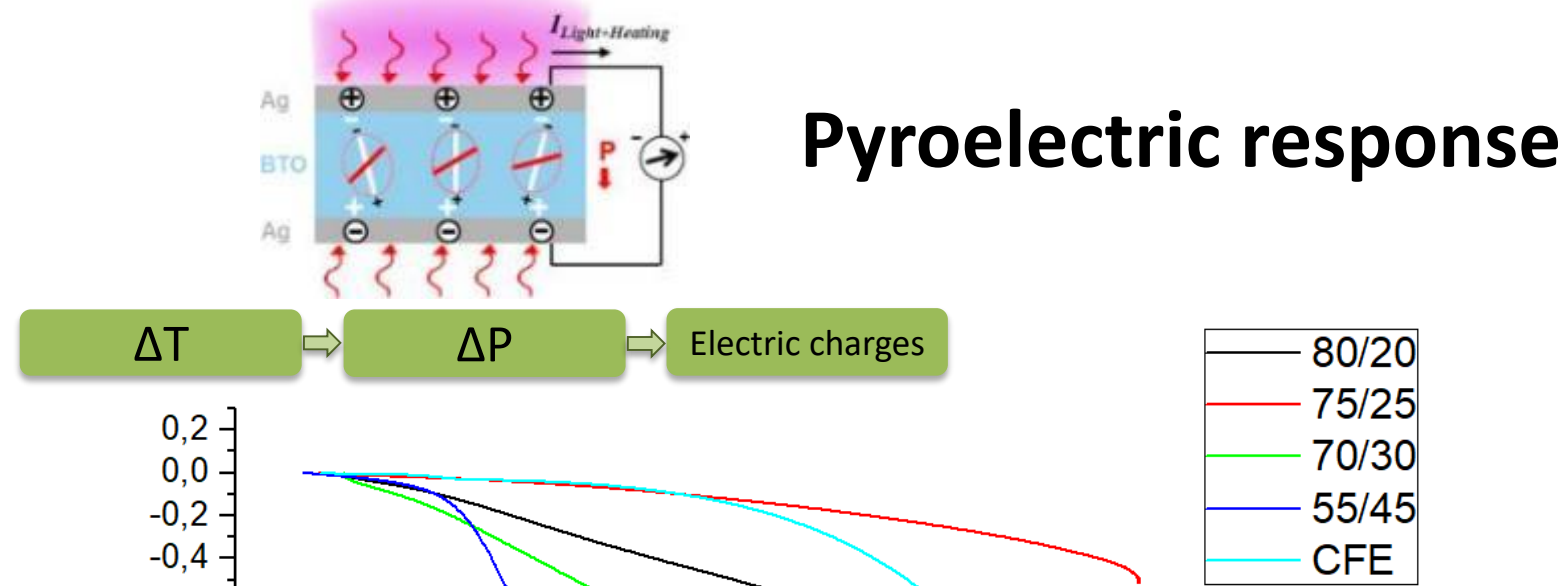 I Light+Heating
Ag
BTO
Ag
P
- +
Pyroelectric response
ΔT
ΔP
Electric charges
80/20
75/25
70/30
55/45
CFE
0,2
0,0
-0,2
-0,4